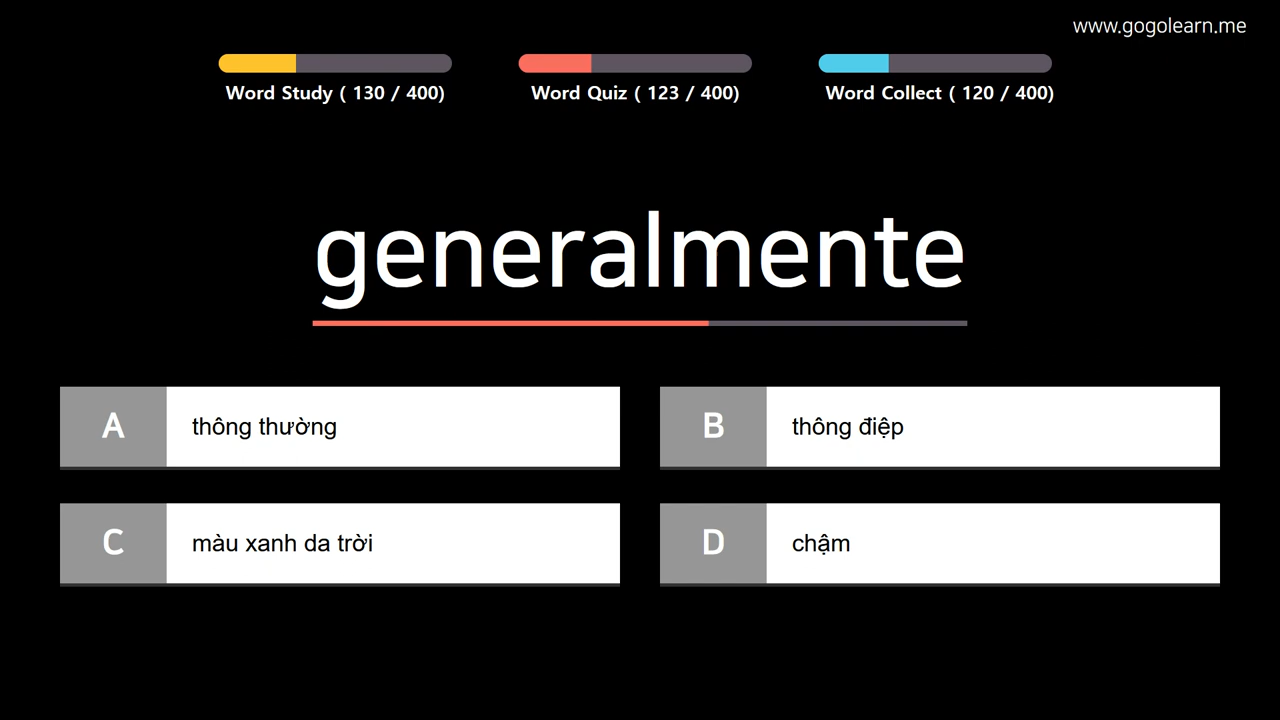 www.gogolearn.me
Word Study ( 130 / 400)
Word Quiz ( 123 / 400)
Word Collect ( 120 / 400)
generalmente
A
thông thường
B
thông điệp
C
màu xanh da trời
D
chậm